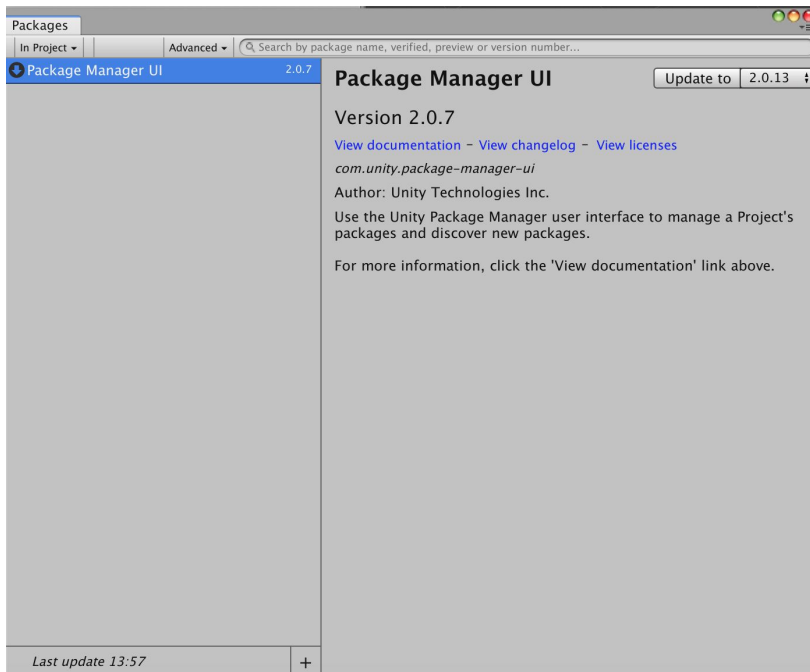 Packages
In Project
Advanced
Search by package name, verified, preview or version number...
Package Manager UI
2.0.7
Package Manager UI
Update to
2.0.13
Version 2.0.7
View documentation - View changelog - View licenses
com.unity.package-manager-ui
Author: Unity Technologies Inc.
Use the Unity Package Manager user interface to manage a Project's
packages and discover new packages.
For more information, click the 'View documentation' link above.
Last update 13:57
+